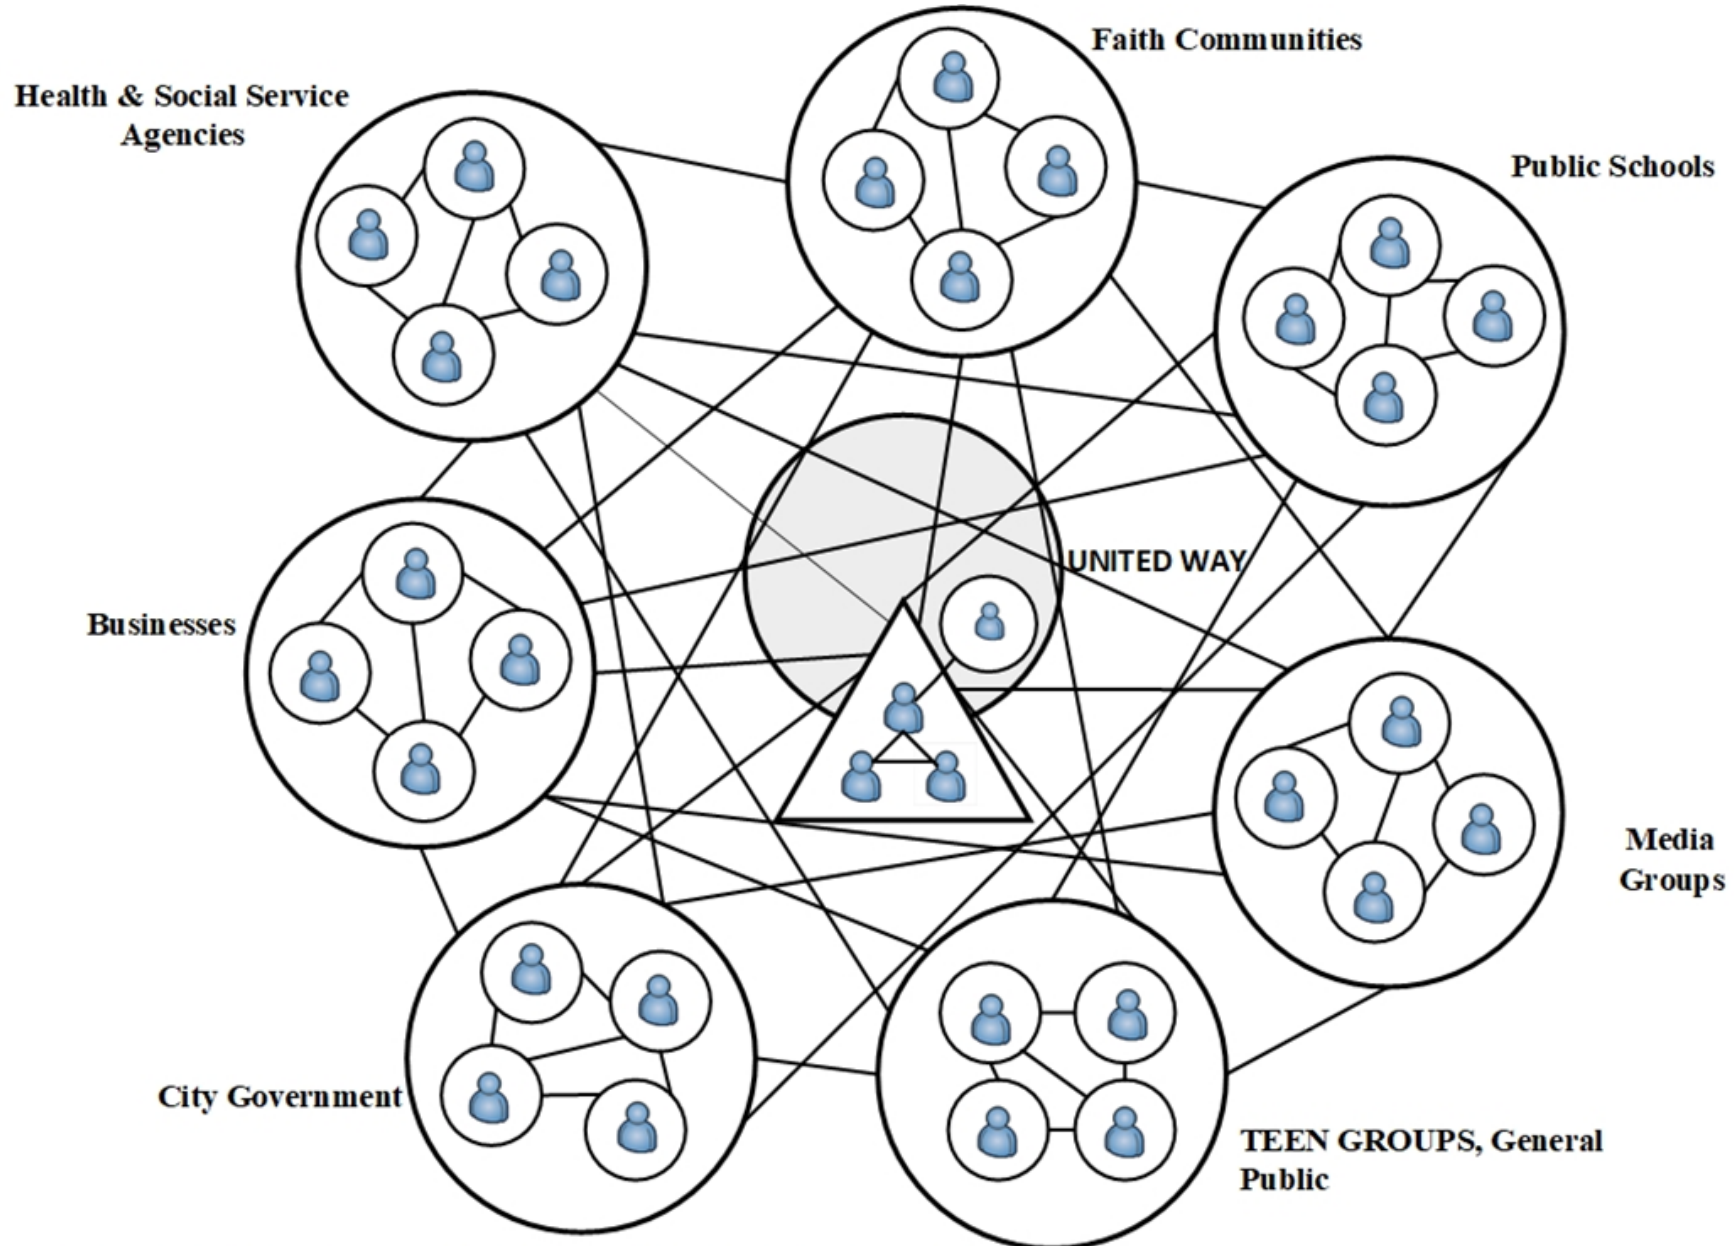 Faith Communities
Health & Social Service
Agencies
Public Schools
UNITED WAY
Businesses
Media
Groups
City Government
TEEN GROUPS, General
Public